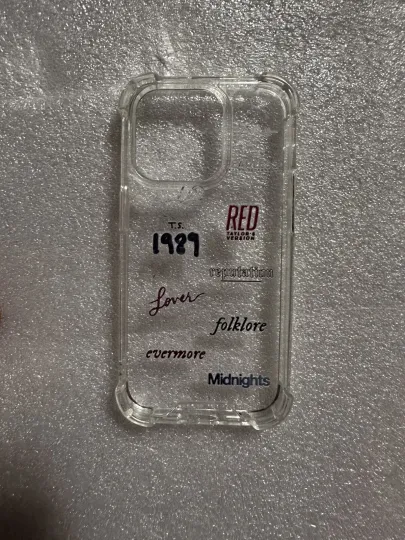 RED
TAYLOR'S
VERSION
T.S.
1989
reputation
Lover
folklore
evermore
Midnights